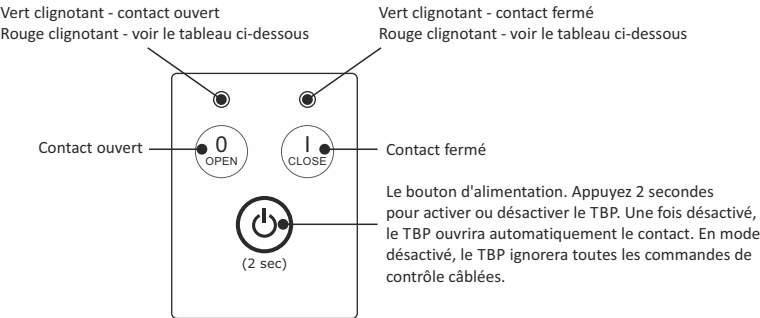 Vert clignotant - contact ouvert
Rouge clignotant - voir le tableau ci-dessous
Vert clignotant - contact fermé
Rouge clignotant - voir le tableau ci-dessous
Contact ouvert
0
OPEN
I
CLOSE
Contact fermé
Le bouton d'alimentation. Appuyez 2 secondes
pour activer ou désactiver le TBP. Une fois désactivé,
le TBP ouvrira automatiquement le contact. En mode
désactivé, le TBP ignorera toutes les commandes de
contrôle câblées.
(2 sec)